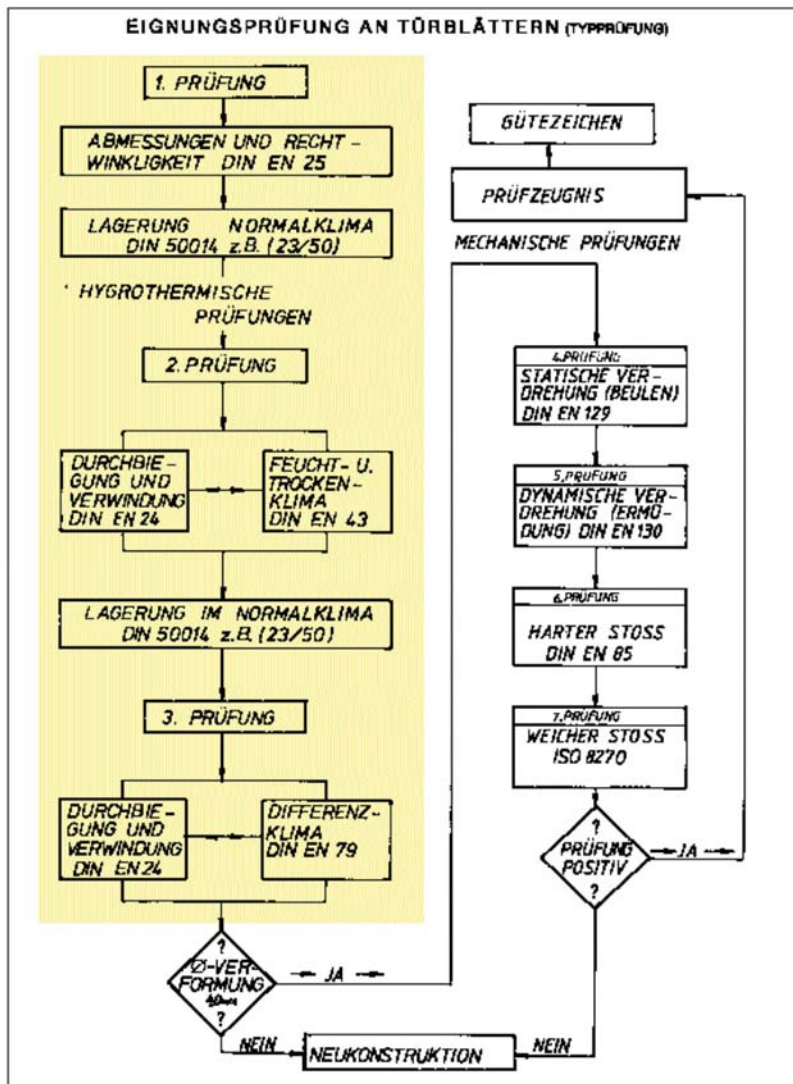 EIGNUNGSPRÜFUNG AN TÜRBLÄTTERN (TYPPRÜFUNG)
1. PRÜFUNG
ABMESSUNGEN UND RECHT-
WINKLIGKEIT DIN EN 25
LAGERUNG NORMALKLIMA
DIN 50014 z.B. (23/50)
HYGROTHERMISCHE
PRÜFUNGEN
2. PRÜFUNG
DURCHBIE-
GUNG UND
VERWINDUNG
DIN EN 24
FEUCHT- U.
TROCKEN-
KLIMA
DIN EN 43
LAGERUNG IM NORMALKLIMA
DIN 50014 z.B. (23/50)
3. PRÜFUNG
DURCHBIE-
GUNG UND
VERWINDUNG
DIN EN 24
DIFFERENZ-
KLIMA
DIN EN 79
?
Ø-VER-
FORMUNG
?
JA
NEIN
NEUKONSTRUKTION
NEIN
GÜTEZEICHEN
PRÜFZEUGNIS
MECHANISCHE PRÜFUNGEN
4. PRÜFUNG
STATISCHE VER-
DREHUNG (BEULEN)
DIN EN 129
5. PRÜFUNG
DYNAMISCHE VER-
DREHUNG (ERMÜ-
DUNG) DIN EN 130
6. PRÜFUNG
HARTER STOSS
DIN EN 85
7. PRÜFUNG
WEICHER STOSS
ISO 8270
?
PRÜFUNG
POSITIV
?
JA